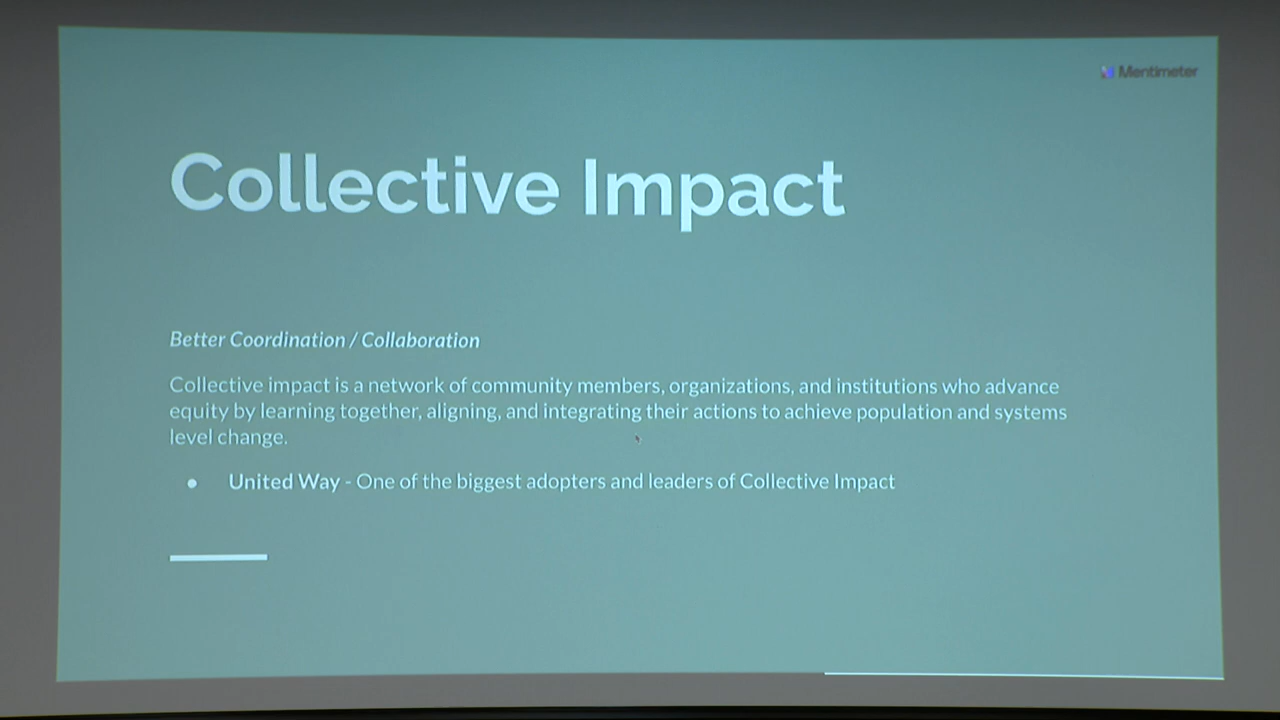 Mentimeter
Collective Impact
Better Coordination / Collaboration
Collective impact is a network of community members, organizations, and institutions who advance
equity by learning together, aligning, and integrating their actions to achieve population and systems
level change.
● United Way - One of the biggest adopters and leaders of Collective Impact